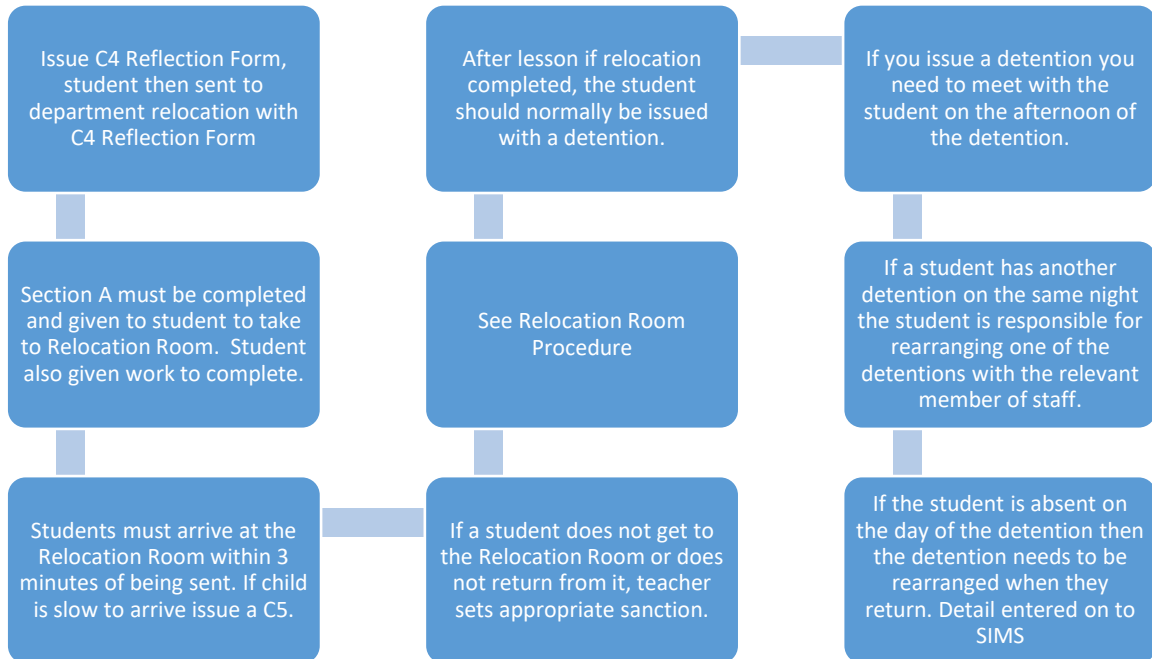 Issue C4 Reflection Form,
student then sent to
department relocation with
C4 Reflection Form
Section A must be completed
and given to student to take
to Relocation Room.  Student
also given work to complete.
Students must arrive at the
Relocation Room within 3
minutes of being sent. If child
is slow to arrive issue a C5.
If a student does not get to
the Relocation Room or does
not return from it, teacher
sets appropriate sanction.
See Relocation Room
Procedure
After lesson if relocation
completed, the student
should normally be issued
with a detention.
If you issue a detention you
need to meet with the
student on the afternoon of
the detention.
If a student has another
detention on the same night
the student is responsible for
rearranging one of the
detentions with the relevant
member of staff.
If the student is absent on
the day of the detention then
the detention needs to be
rearranged when they
return. Detail entered on to
SIMS